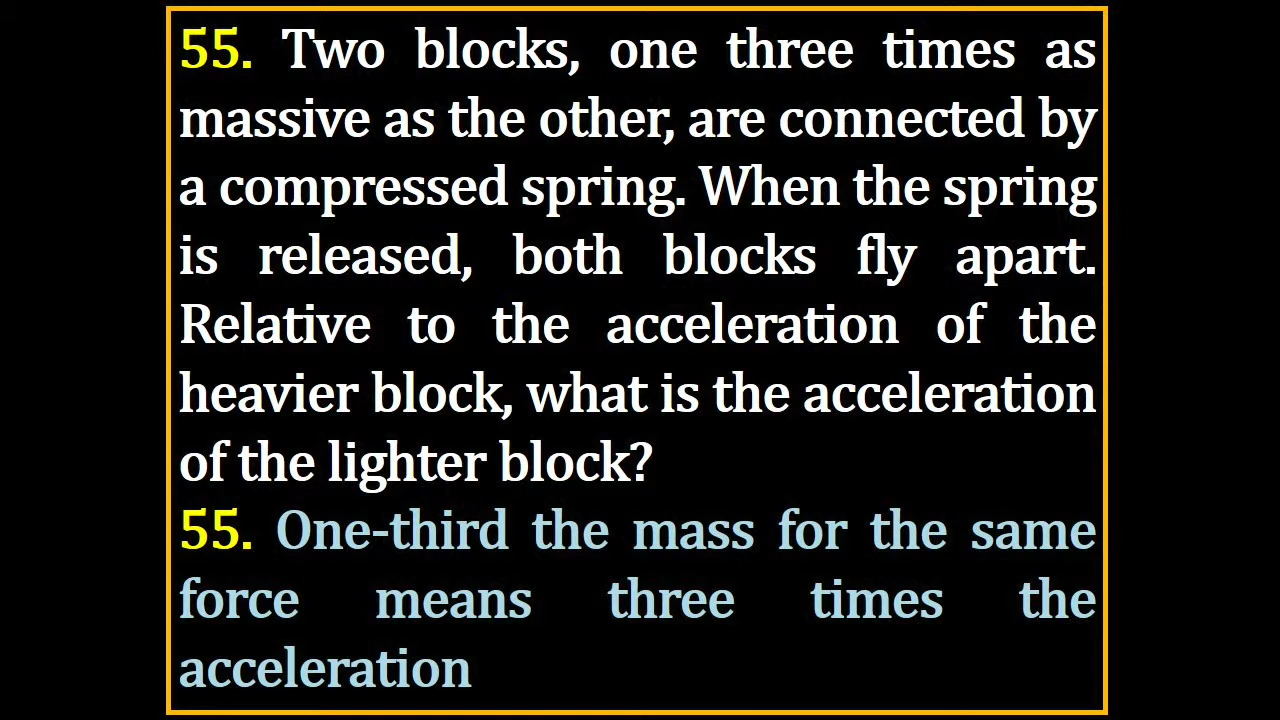 55. Two blocks, one three times as
massive as the other, are connected by
a compressed spring. When the spring
is released, both blocks fly apart.
Relative to the acceleration of the
heavier block, what is the acceleration
of the lighter block?
55. One-third the mass for the same
force means three times the
acceleration